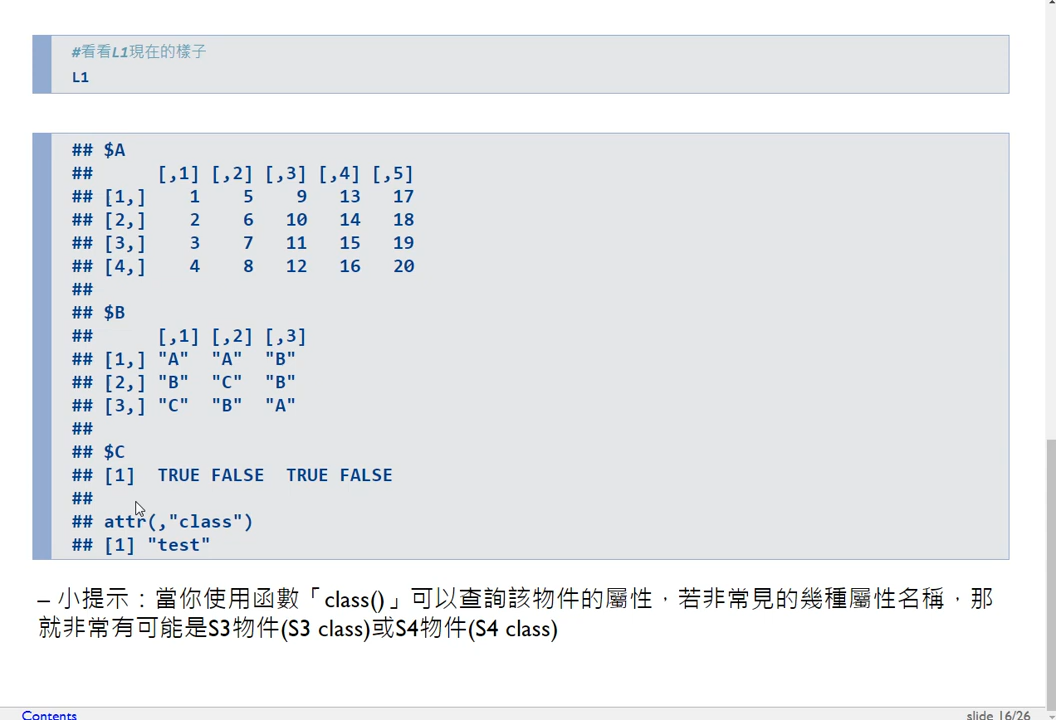 #看看L1現在的樣子
L1
## $A
##      [,1] [,2] [,3] [,4] [,5]
## [1,]    1    5    9   13   17
## [2,]    2    6   10   14   18
## [3,]    3    7   11   15   19
## [4,]    4    8   12   16   20
##
## $B
##      [,1] [,2] [,3]
## [1,] "A"  "A"  "B"
## [2,] "B"  "C"  "B"
## [3,] "C"  "B"  "A"
##
## $C
## [1]  TRUE FALSE  TRUE FALSE
##
## attr(,"class")
## [1] "test"
– 小提示：當你使用函數「class()」可以查詢該物件的屬性，若非常見的幾種屬性名稱，那
就非常有可能是S3物件(S3 class)或S4物件(S4 class)
Contents
slide 16/26